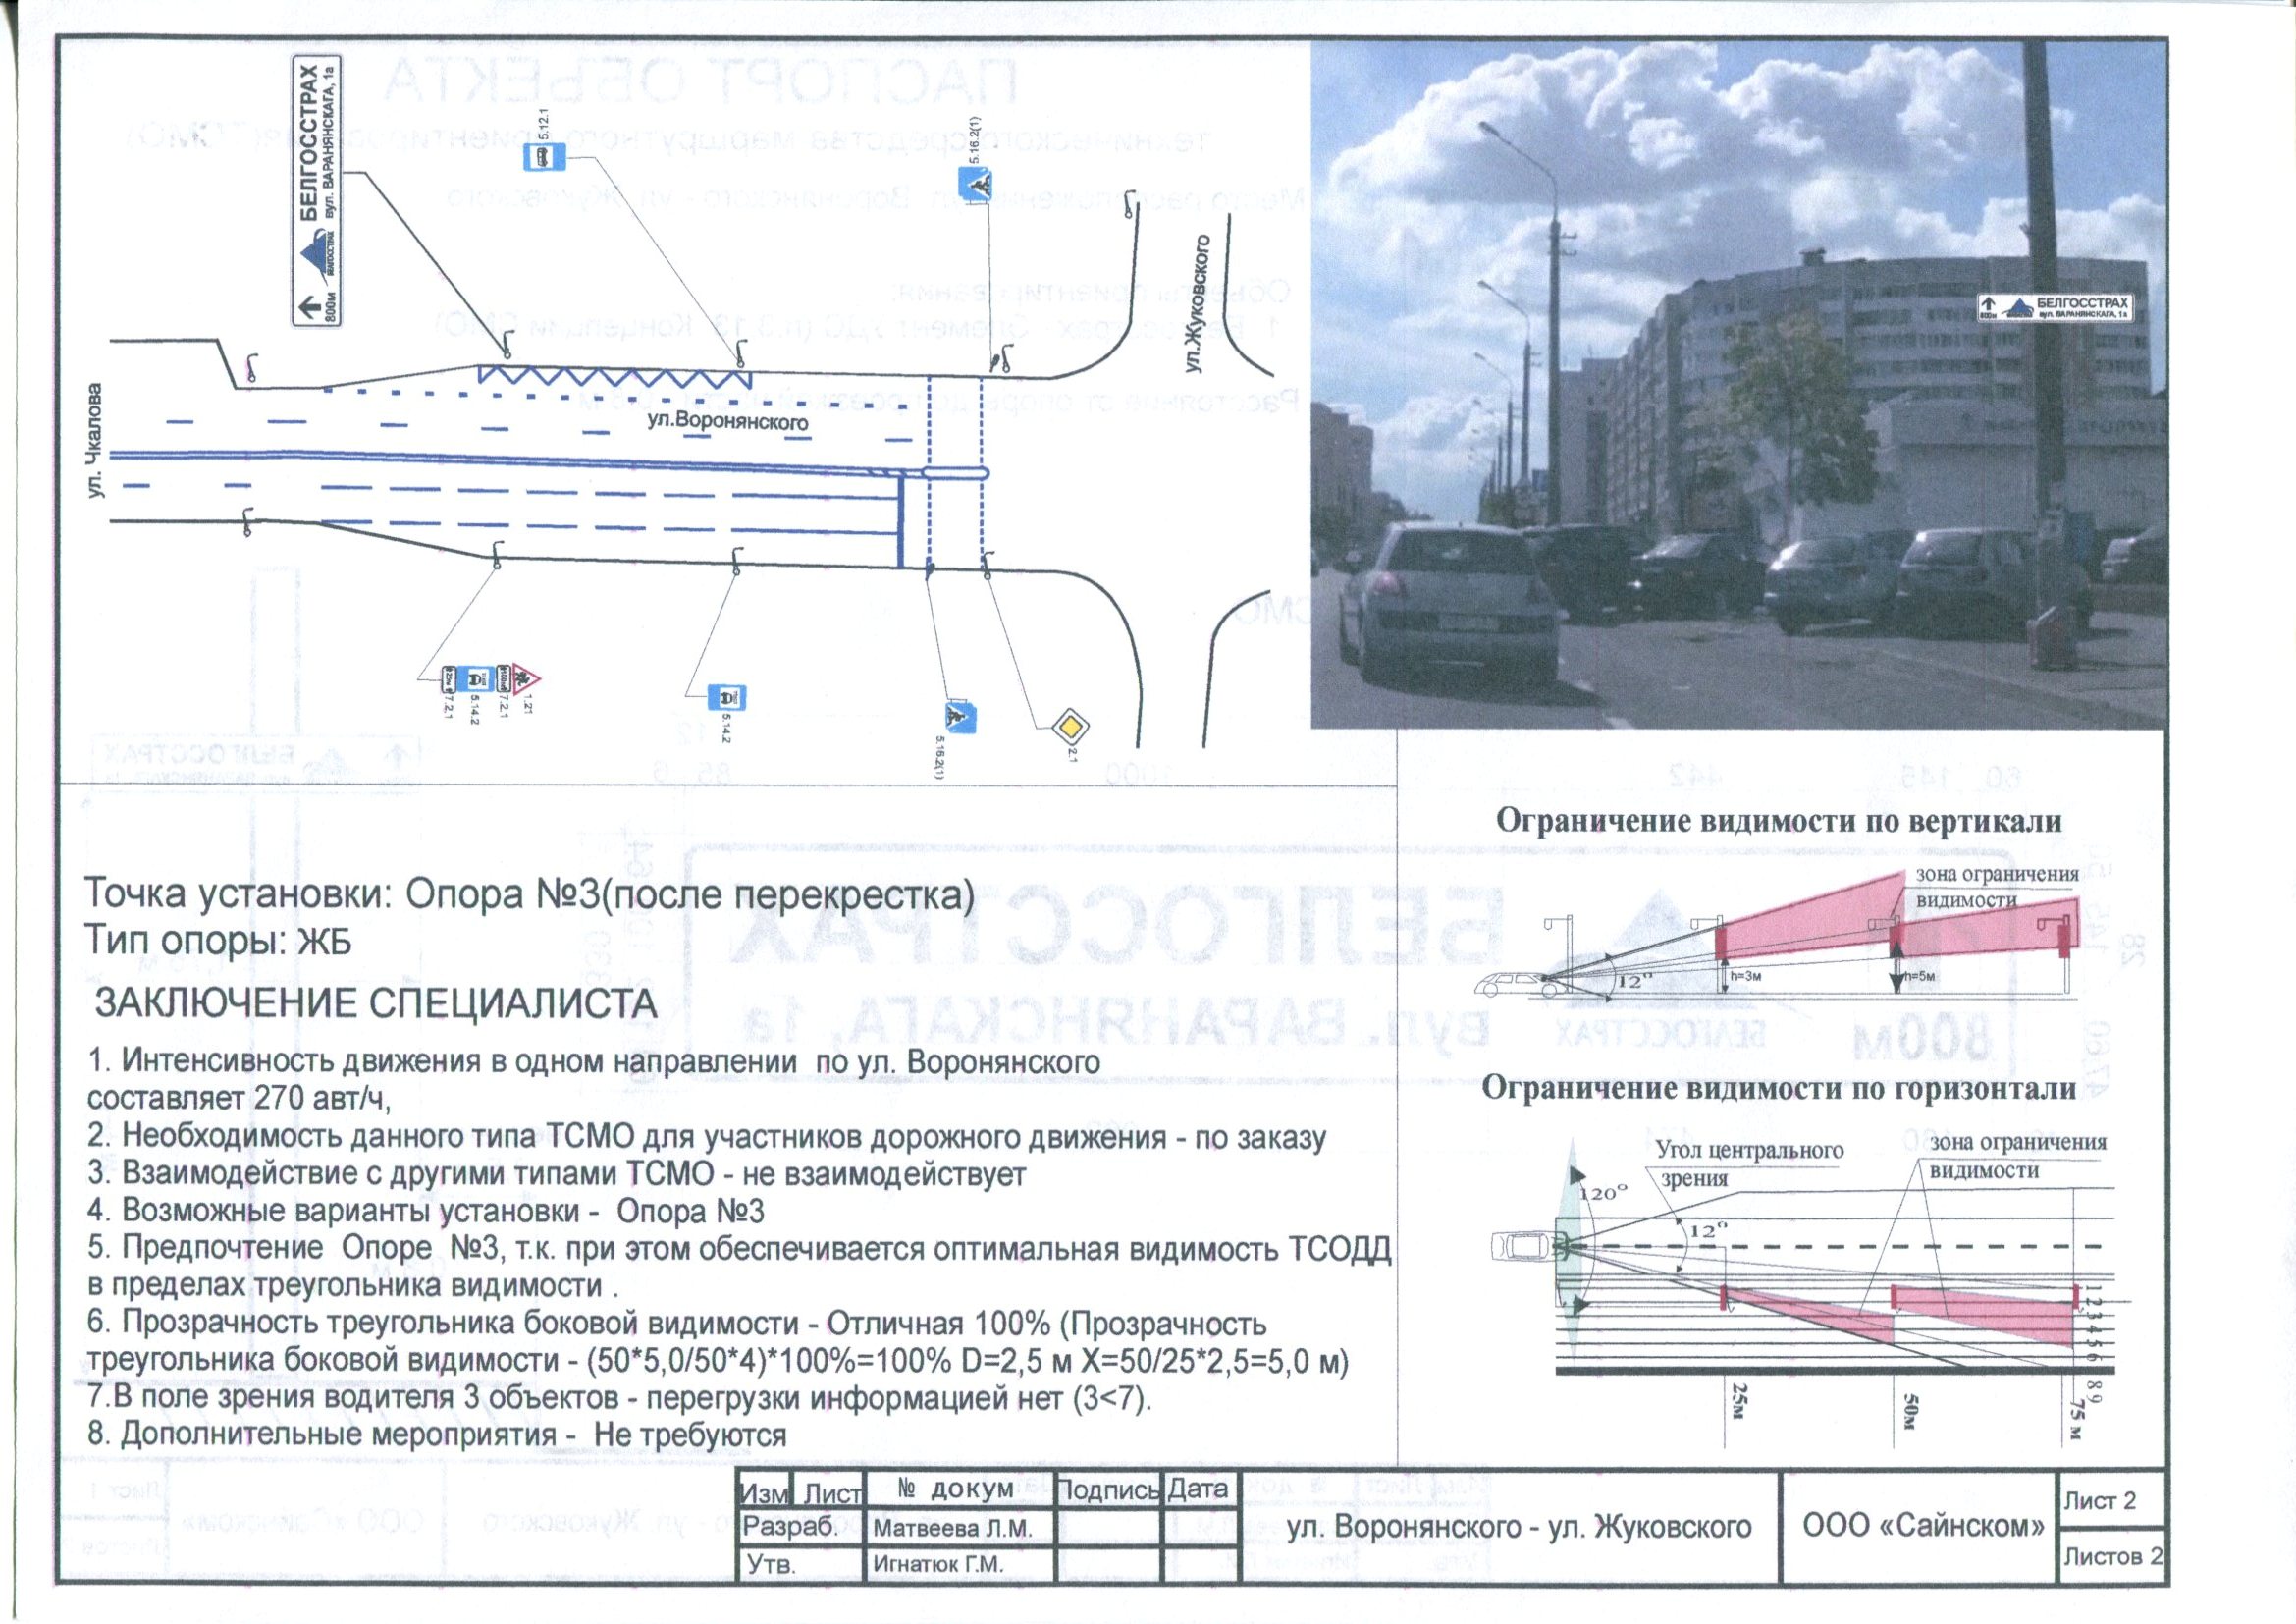 БЕЛГОССТРАХ
вул. ВАРАНЯНСКАГА, 1а
БЕЛГОССТРАХ
800м
5.12.1
5.16.2(1)
ул.Жуковского
ул. Чкалова
ул.Воронянского
7.2.1
5.14.2
7.2.1
1.21
5.14.2
5.16.2(1)
2.1
БЕЛГОССТРАХ
вул. ВАРАНЯНСКАГА, 1а
800м
Точка установки: Опора №3(после перекрестка)
Тип опоры: ЖБ
ЗАКЛЮЧЕНИЕ СПЕЦИАЛИСТА
1. Интенсивность движения в одном направлении по ул. Воронянского
составляет 270 авт/ч,
2. Необходимость данного типа ТСМО для участников дорожного движения - по заказу
3. Взаимодействие с другими типами ТСМО - не взаимодействует
4. Возможные варианты установки - Опора №3
5. Предпочтение Опоре №3, т.к. при этом обеспечивается оптимальная видимость ТСОДД
в пределах треугольника видимости .
6. Прозрачность треугольника боковой видимости - Отличная 100% (Прозрачность
треугольника боковой видимости - (50*5,0/50*4)*100%=100% D=2,5 м X=50/25*2,5=5,0 м)
7.В поле зрения водителя 3 объектов - перегрузки информацией нет (3<7).
8. Дополнительные мероприятия - Не требуются
Ограничение видимости по вертикали
зона ограничения
видимости
12°
h=3м
h=5м
Ограничение видимости по горизонтали
Угол центрального
зрения
зона ограничения
видимости
120°
12°
1 2 3 4 5 6 8 9
25м
50м
75 м
Изм Лист № докум Подпись Дата
Разраб. Матвеева Л.М.
Утв. Игнатюк Г.М.
ул. Воронянского - ул. Жуковского
ООО «Сайнском»
Лист 2
Листов 2